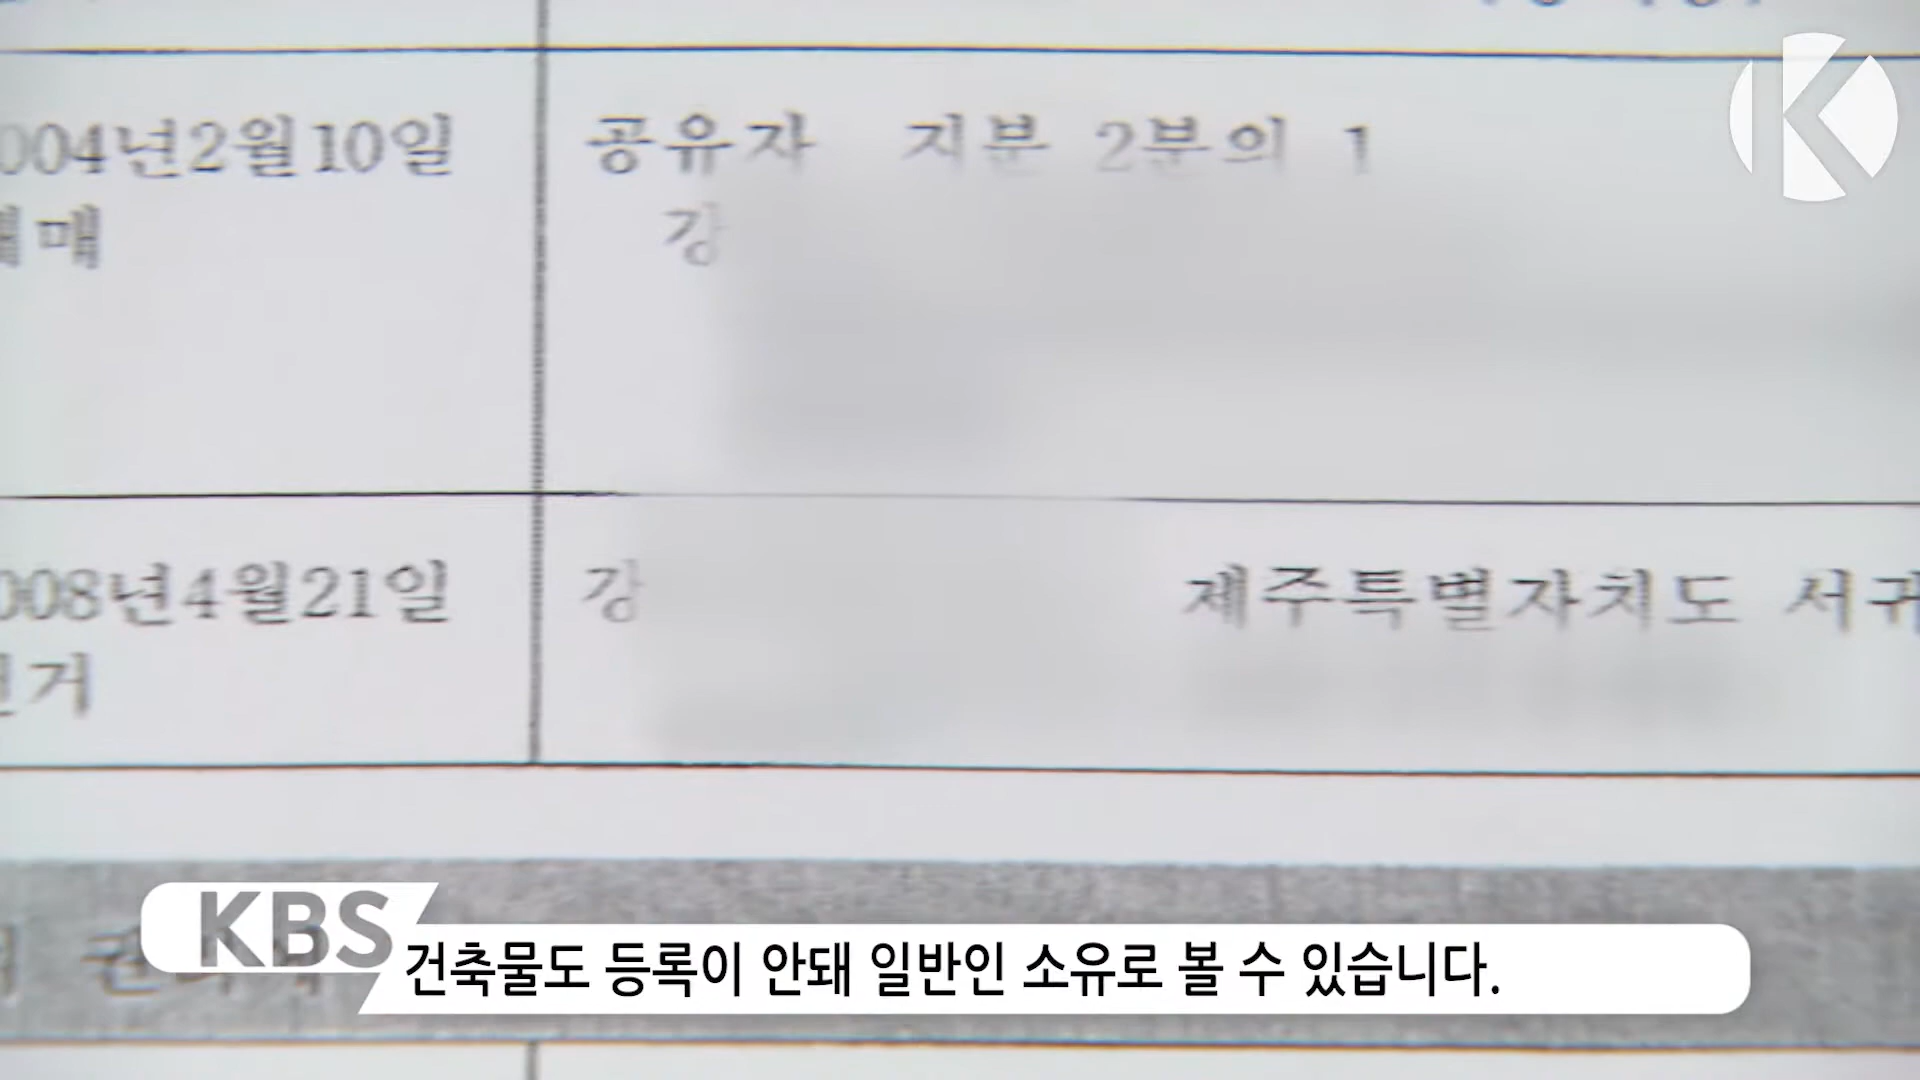 004년2월10일
매매
공유자 지분 2분의 1
강
008년4월21일
강
제주특별자치도 서귀
거
KBS
건축물도 등록이 안돼 일반인 소유로 볼 수 있습니다.